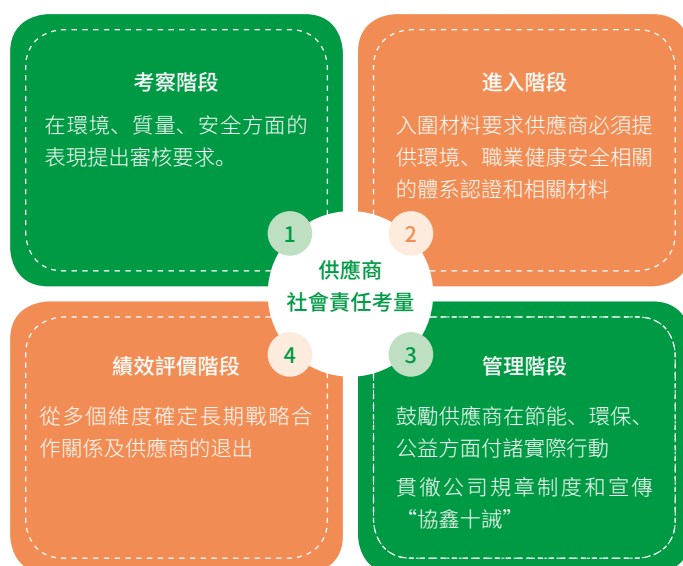 考察階段
在環境、質量、安全方面的
表現提出審核要求。
進入階段
入圍材料要求供應商必須提
供環境、職業健康安全相關
的體系認證和相關材料
1
2
供應商
社會責任考量
4
3
績效評價階段
從多個維度確定長期戰略合
作關係及供應商的退出
管理階段
鼓勵供應商在節能、環保、
公益方面付諸實際行動
貫徹公司規章制度和宣傳
“協鑫十誡”